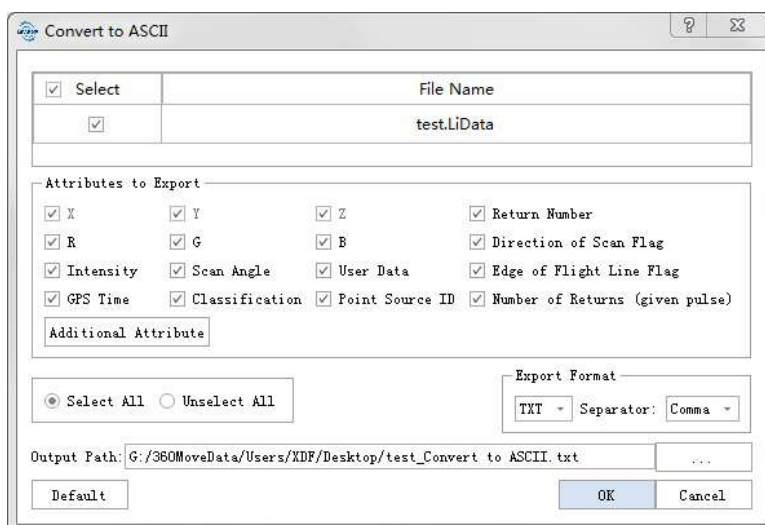 Convert to ASCII
Select File Name
test.LiData
Attributes to Export
X Y Z Return Number
R G B Direction of Scan Flag
Intensity Scan Angle User Data Edge of Flight Line Flag
GPS Time Classification Point Source ID Number of Returns (given pulse)
Additional Attribute
Export Format
Select All Unselect All
TXT Separator: Comma
Output Path: G:/360MoveData/Users/XDF/Desktop/test_Convert to ASCII.txt ...
Default OK Cancel